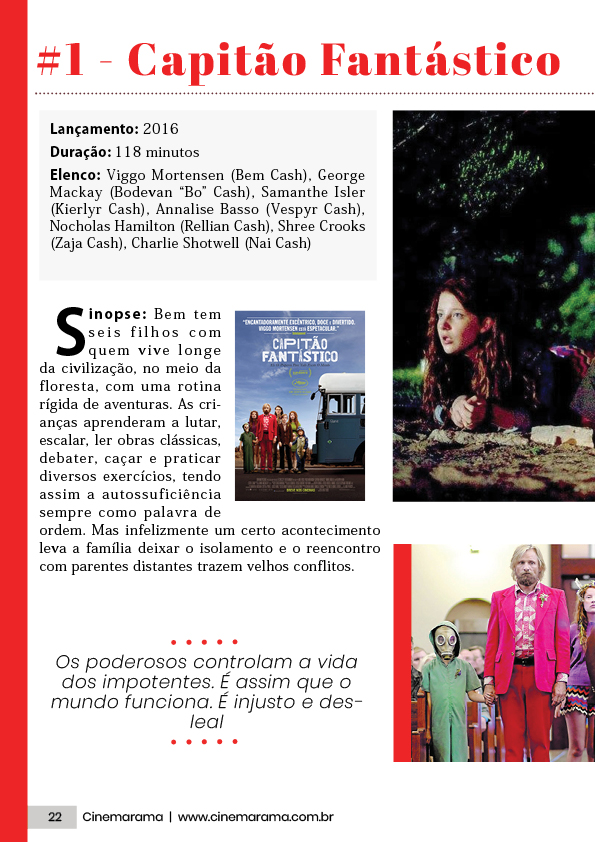 #1 - Capitão Fantástico
Lançamento: 2016
Duração: 118 minutos
Elenco: Viggo Mortensen (Bem Cash), George
Mackay (Bodevan “Bo” Cash), Samanthe Isler
(Kierlyr Cash), Annalise Basso (Vespyr Cash),
Nocholas Hamilton (Rellian Cash), Shree Crooks
(Zaja Cash), Charlie Shotwell (Nai Cash)
Sinopse: Bem tem
seis filhos com
quem vive longe
da civilização, no meio da
floresta, com uma rotina
rígida de aventuras. As cri-
anças aprenderam a lutar,
escalar, ler obras clássicas,
debater, caçar e praticar
diversos exercícios, tendo
assim a autossuficiência
sempre como palavra de
ordem. Mas infelizmente um certo acontecimento
leva a família deixar o isolamento e o reencontro
com parentes distantes trazem velhos conflitos.
"ENCANTADORAMENTE EXCÊNTRICO, DOCE E DIVERTIDO.
VIGGO MORTENSEN ESTÁ ESPETACULAR."
CAPITÃO
FANTÁSTICO
BREVE NOS CINEMAS
Os poderosos controlam a vida
dos impotentes. É assim que o
mundo funciona. É injusto e des-
leal
22 Cinemarama | www.cinemarama.com.br